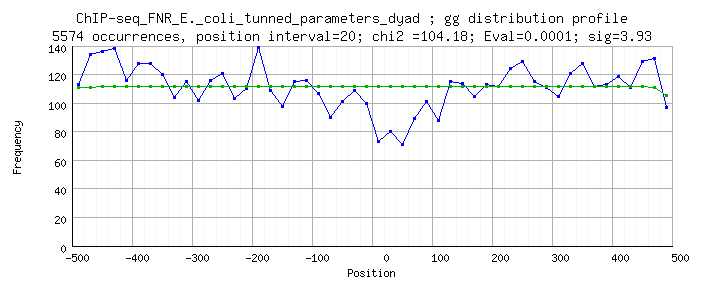 ChIP-seq_FNR_E._coli_tunned_parameters_dyad ; gg distribution profile
5574 occurrences, position interval=20; chi2 =104.18; Eval=0.0001; sig=3.93
140
120
100
80
60
40
20
0
Frequency
-500 -400 -300 -200 -100 0 100 200 300 400 500
Position